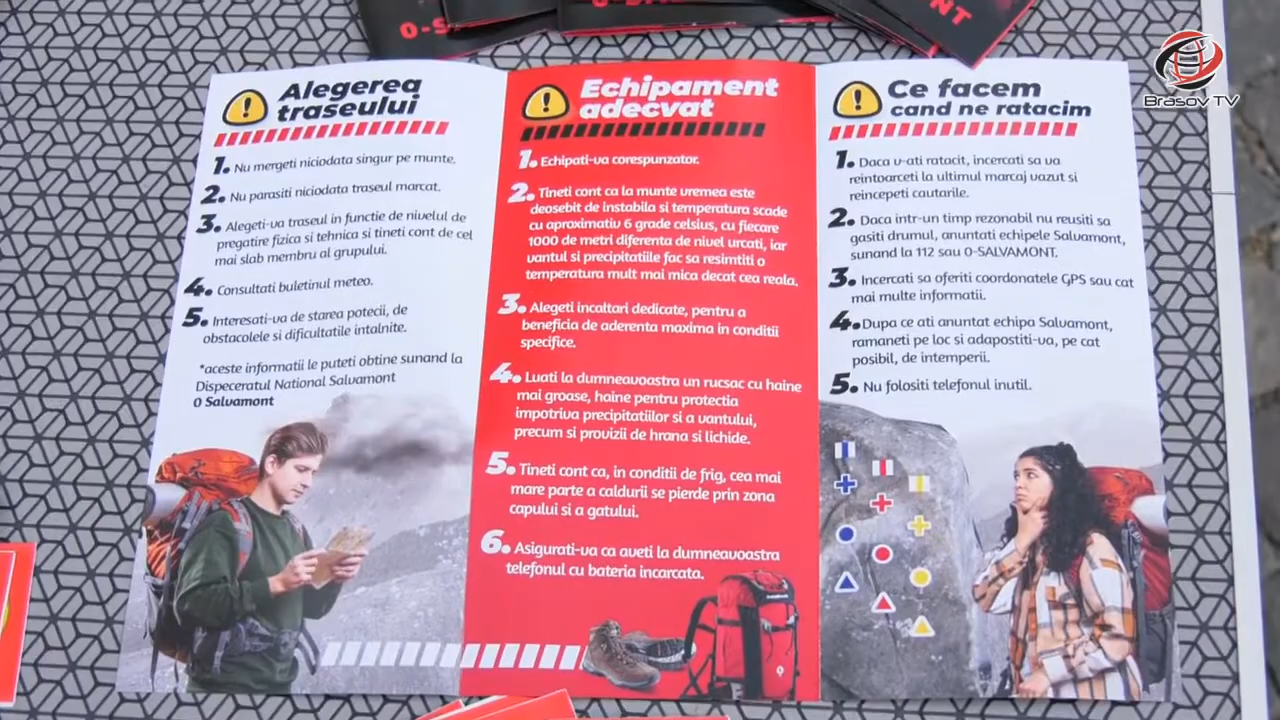 0-S
NT
Brasov TV
Alegerea
traseului
1. Nu mergeti niciodata singur pe munte.
2. Nu parasiti niciodata traseul marcat.
3. Alegeti-va traseul in functie de nivelul de
pregatire fizica si tehnica si tineti cont de cel
mai slab membru al grupului.
4. Consultati buletinul meteo.
5. Interesati-va de starea potecii, de
obstacolele si dificultatile intalnite.
*aceste informatii le puteti obtine sunand la
Dispeceratul National Salvamont
0 Salvamont
Echipament
adecvat
1. Echipati-va corespunzator.
2. Tineti cont ca la munte vremea este
deosebit de instabila si temperatura scade
cu aproximativ 6 grade celsius, cu fiecare
1000 de metri diferenta de nivel urcati, iar
vantul si precipitatiile fac sa resimtiti o
temperatura mult mai mica decat cea reala.
3. Alegeti incaltari dedicate, pentru a
beneficia de aderenta maxima in conditii
specifice.
4. Luati la dumneavoastra un rucsac cu haine
mai groase, haine pentru protectia
impotriva precipitatiilor si a vantului,
precum si provizii de hrana si lichide.
5. Tineti cont ca, in conditii de frig, cea mai
mare parte a caldurii se pierde prin zona
capului si a gatului.
6. Asigurati-va ca aveti la dumneavoastra
telefonul cu bateria incarcata.
Ce facem
cand ne ratacim
1. Daca v-ati ratacit, incercati sa va
reintoarceti la ultimul marcaj vazut si
reincepeti cautarile.
2. Daca intr-un timp rezonabil nu reusiti sa
gasiti drumul, anuntati echipele Salvamont,
sunand la 112 sau 0-SALVAMONT.
3. Incercati sa oferiti coordonatele GPS sau cat
mai multe informatii.
4. Dupa ce ati anuntat echipa Salvamont,
ramaneti pe loc si adapostiti-va, pe cat
posibil, de intemperii.
5. Nu folositi telefonul inutil.